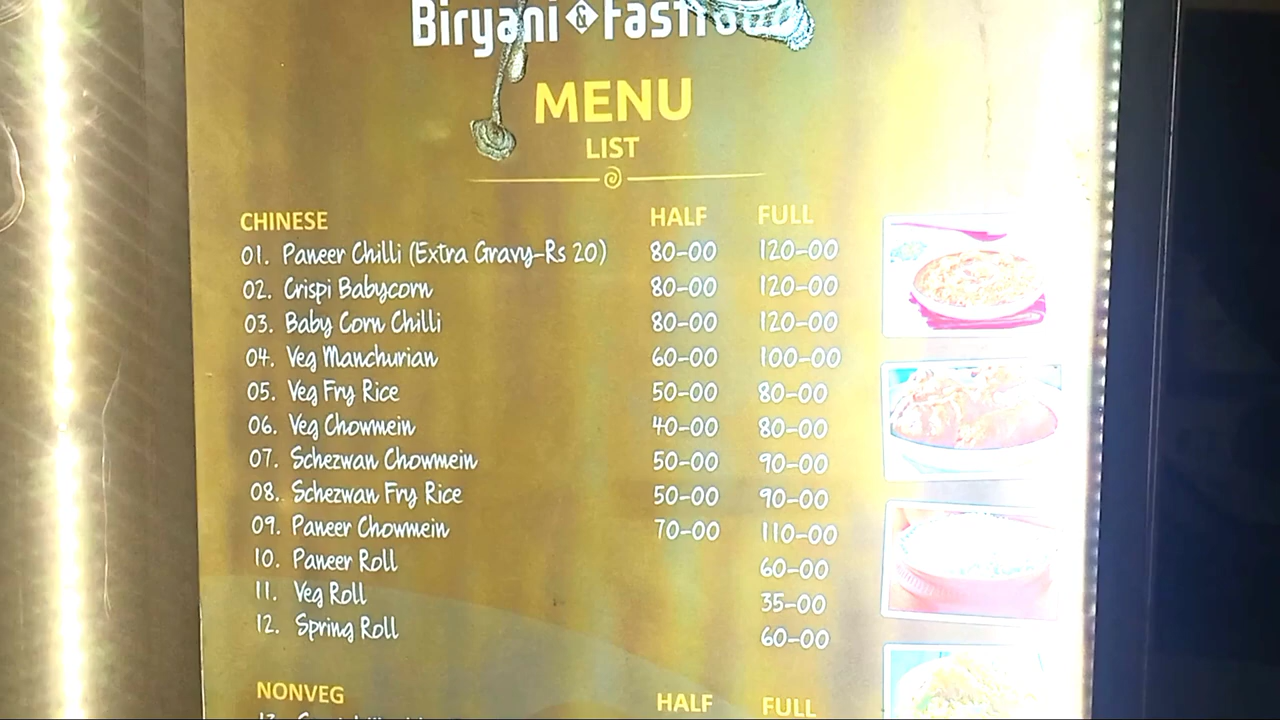 Biryani & Fastfood
MENU
LIST
CHINESE HALF FULL
01. Paneer Chilli (Extra Gravy-Rs 20) 80-00 120-00
02. Crispi Babycorn 80-00 120-00
03. Baby Corn Chilli 80-00 120-00
04. Veg Manchurian 60-00 100-00
05. Veg Fry Rice 50-00 80-00
06. Veg Chowmein 40-00 80-00
07. Schezwan Chowmein 50-00 90-00
08.. Schezwan Fry Rice 50-00 90-00
09. Paneer Chowmein 70-00 110-00
10. Paneer Roll 60-00
11. Veg Roll 35-00
12. Spring Roll 60-00
NONVEG HALF FULL